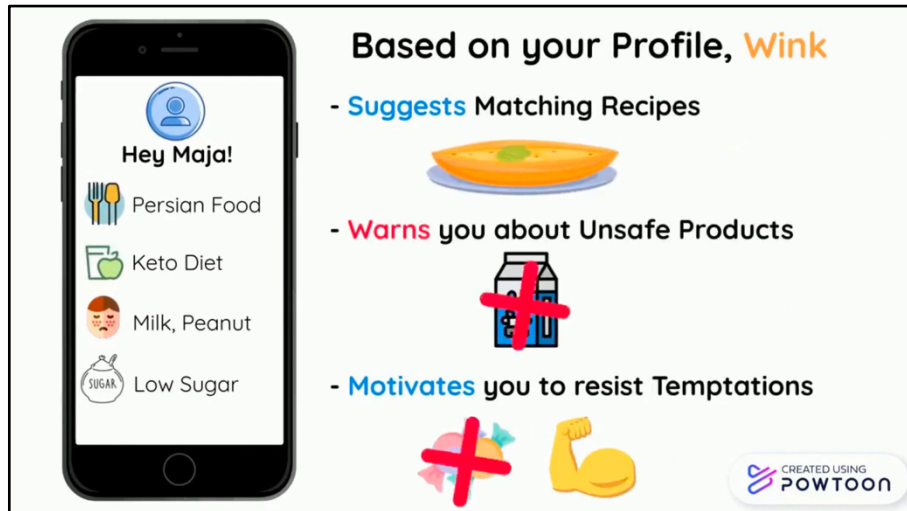 Based on your Profile, Wink
Hey Maja!
Persian Food
Keto Diet
Milk, Peanut
SUGAR
Low Sugar
- Suggests Matching Recipes
- Warns you about Unsafe Products
- Motivates you to resist Temptations
CREATED USING
POWTOON